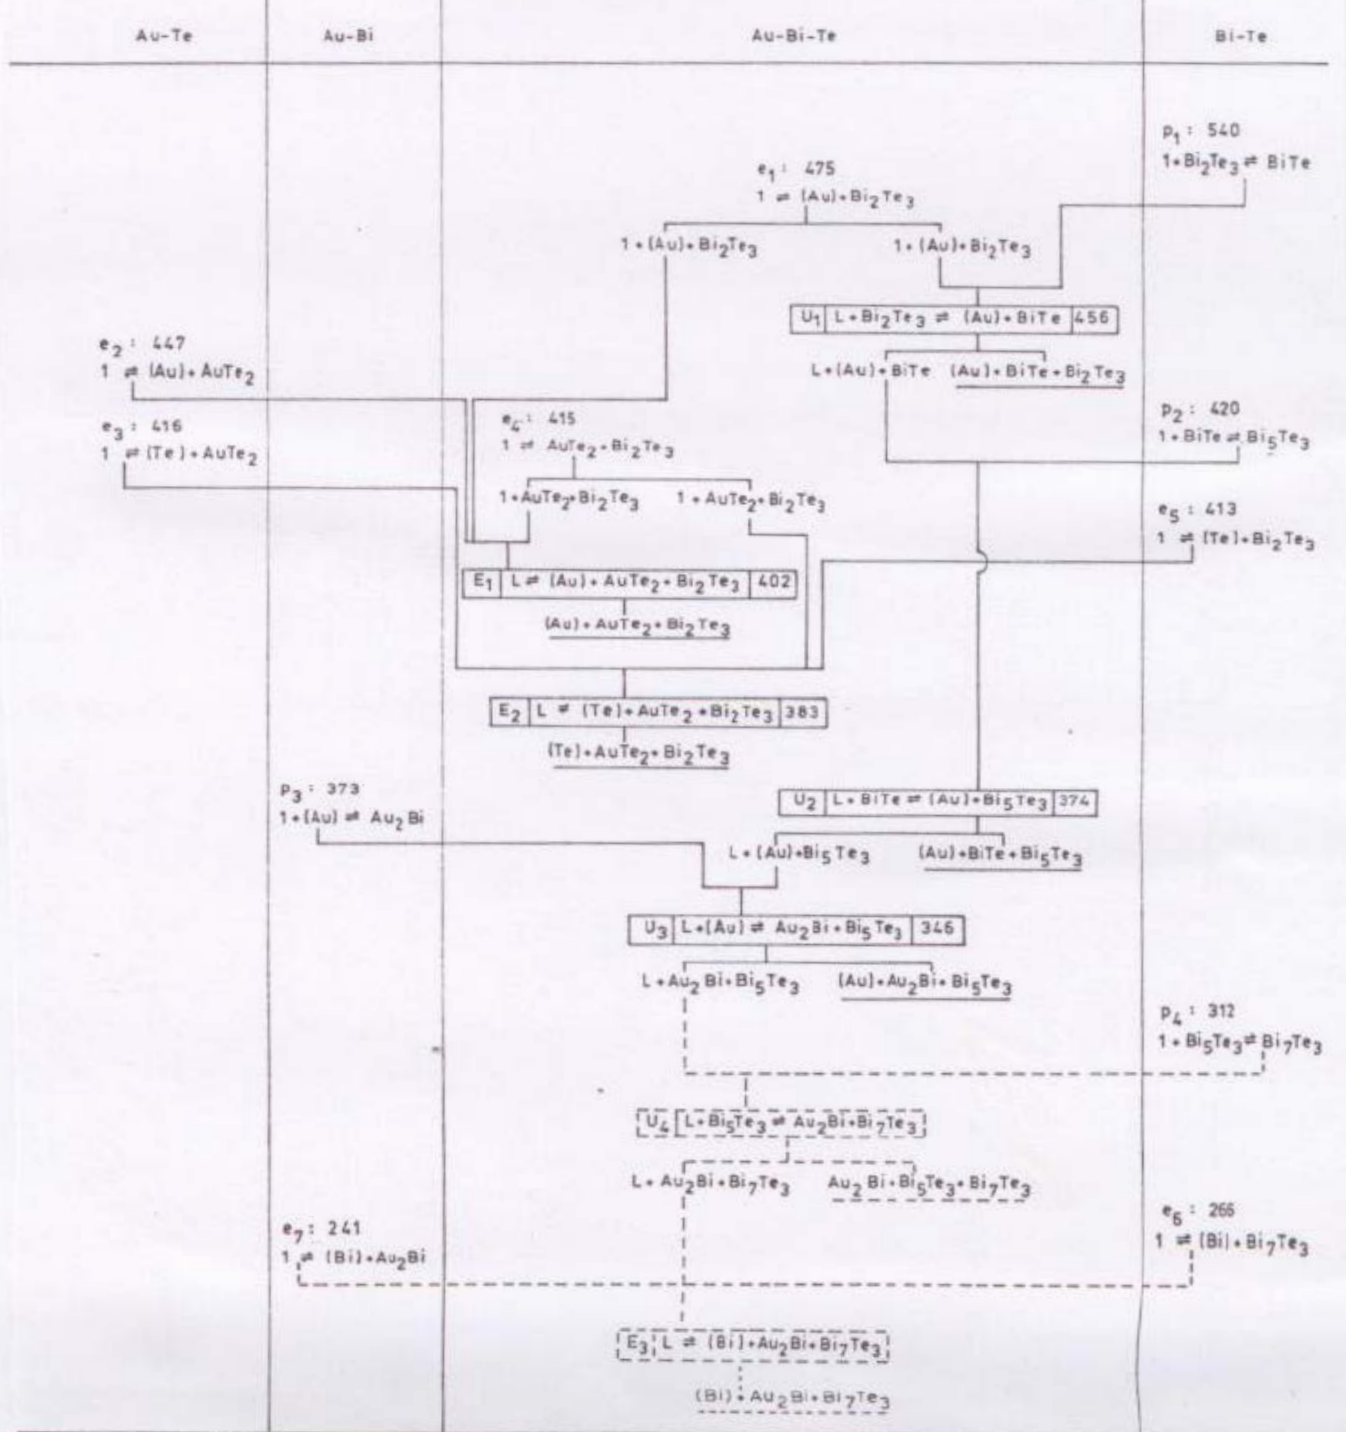 Au-Te Au-Bi Au-Bi-Te Bi-Te
p₁: 540
1+Bi₂Te₃ ⇌ BiTe
e₁: 475
1 ⇌ (Au)+Bi₂Te₃
1+(Au)+Bi₂Te₃ 1+(Au)+Bi₂Te₃
U₁ L+Bi₂Te₃ ⇌ (Au)+BiTe 456
e₂: 447
1 ⇌ (Au)+AuTe₂
L+(Au)+BiTe (Au)+BiTe+Bi₂Te₃
p₂: 420
1+BiTe ⇌ Bi₅Te₃
e₃: 416
1 ⇌ (Te)+AuTe₂
e₄: 415
1 ⇌ AuTe₂+Bi₂Te₃
1+AuTe₂+Bi₂Te₃ 1+AuTe₂+Bi₂Te₃
e₅: 413
1 ⇌ (Te)+Bi₂Te₃
E₁ L ⇌ (Au)+AuTe₂+Bi₂Te₃ 402
(Au)+AuTe₂+Bi₂Te₃
E₂ L ⇌ (Te)+AuTe₂+Bi₂Te₃ 383
(Te)+AuTe₂+Bi₂Te₃
p₃: 373
1+(Au) ⇌ Au₂Bi
U₂ L+BiTe ⇌ (Au)+Bi₅Te₃ 374
L+(Au)+Bi₅Te₃ (Au)+BiTe+Bi₅Te₃
U₃ L+(Au) ⇌ Au₂Bi+Bi₅Te₃ 346
L+Au₂Bi+Bi₅Te₃ (Au)+Au₂Bi+Bi₅Te₃
p₄: 312
1+Bi₅Te₃ ⇌ Bi₇Te₃
U₄ L+Bi₅Te₃ ⇌ Au₂Bi+Bi₇Te₃
L+Au₂Bi+Bi₇Te₃ Au₂Bi+Bi₅Te₃+Bi₇Te₃
e₇: 241
1 ⇌ (Bi)+Au₂Bi
e₆: 266
1 ⇌ (Bi)+Bi₇Te₃
E₃ L ⇌ (Bi)+Au₂Bi+Bi₇Te₃
(Bi)+Au₂Bi+Bi₇Te₃